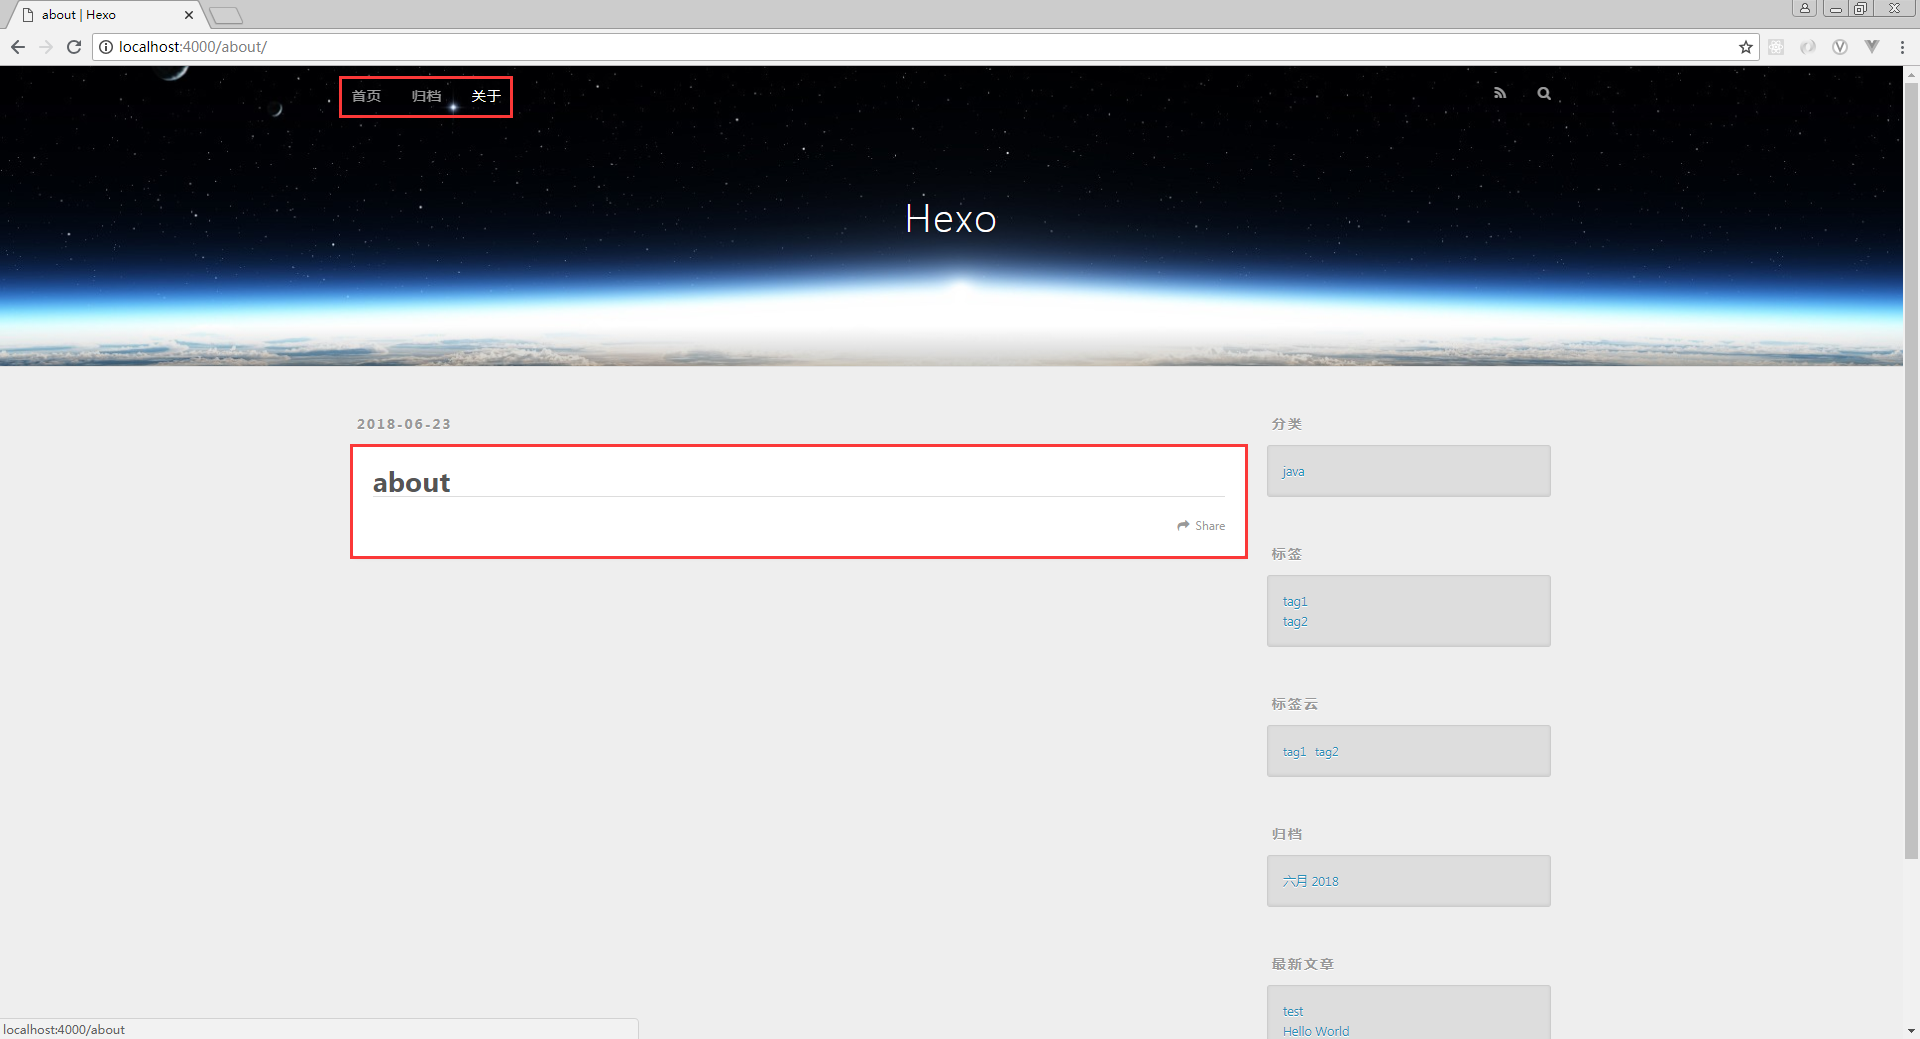 about | Hexo
localhost:4000/about/
首页 归档 关于
Hexo
2018-06-23
about
Share
分类
java
标签
tag1
tag2
标签云
tag1 tag2
归档
六月 2018
最新文章
test
Hello World
localhost:4000/about